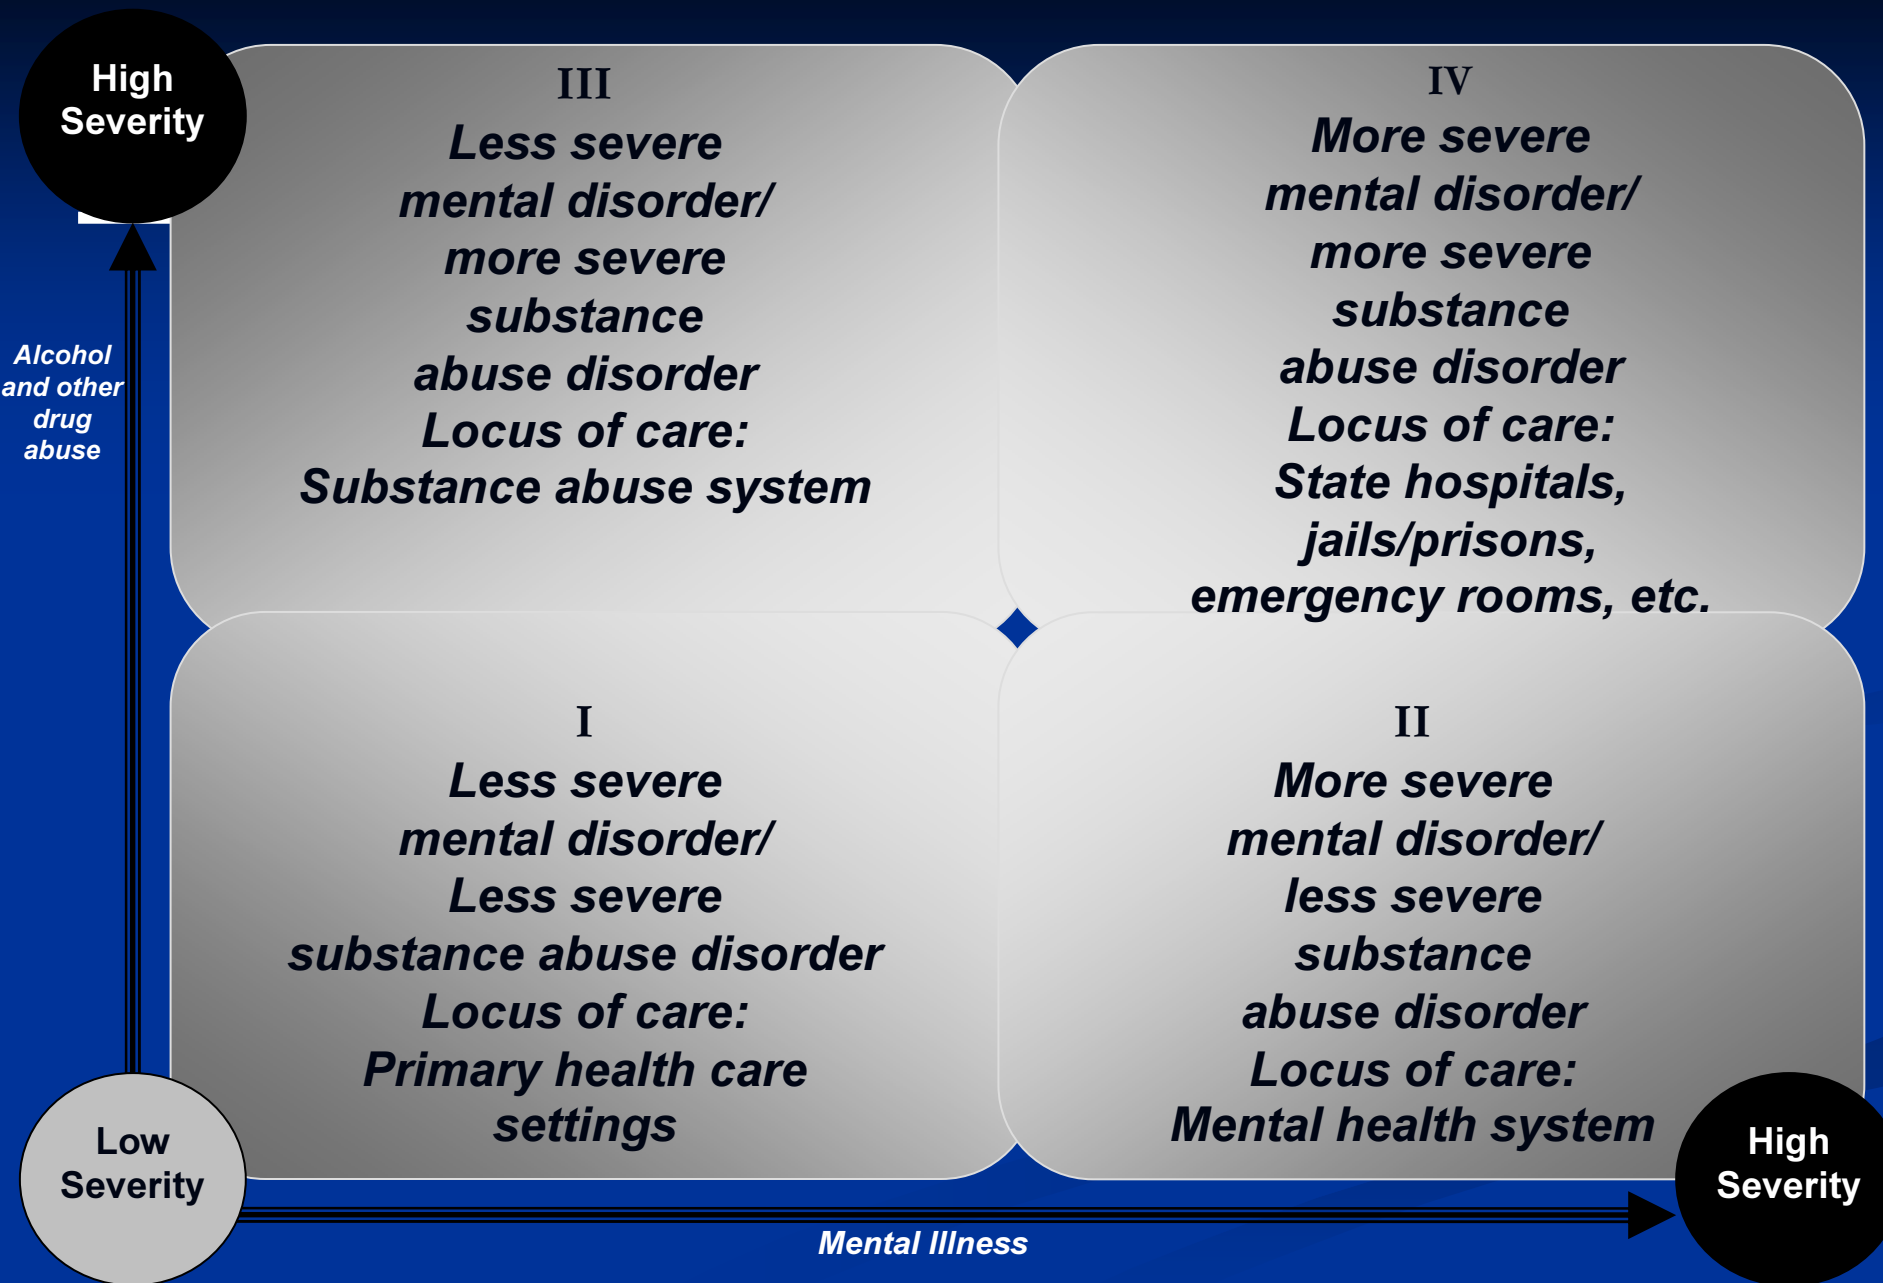 High
Severity
III
Less severe
mental disorder/
more severe
substance
abuse disorder
Locus of care:
Substance abuse system
IV
More severe
mental disorder/
more severe
substance
abuse disorder
Locus of care:
State hospitals,
jails/prisons,
emergency rooms, etc.
Alcohol
and other
drug
abuse
I
Less severe
mental disorder/
Less severe
substance abuse disorder
Locus of care:
Primary health care
settings
II
More severe
mental disorder/
less severe
substance
abuse disorder
Locus of care:
Mental health system
Low
Severity
High
Severity
Mental Illness